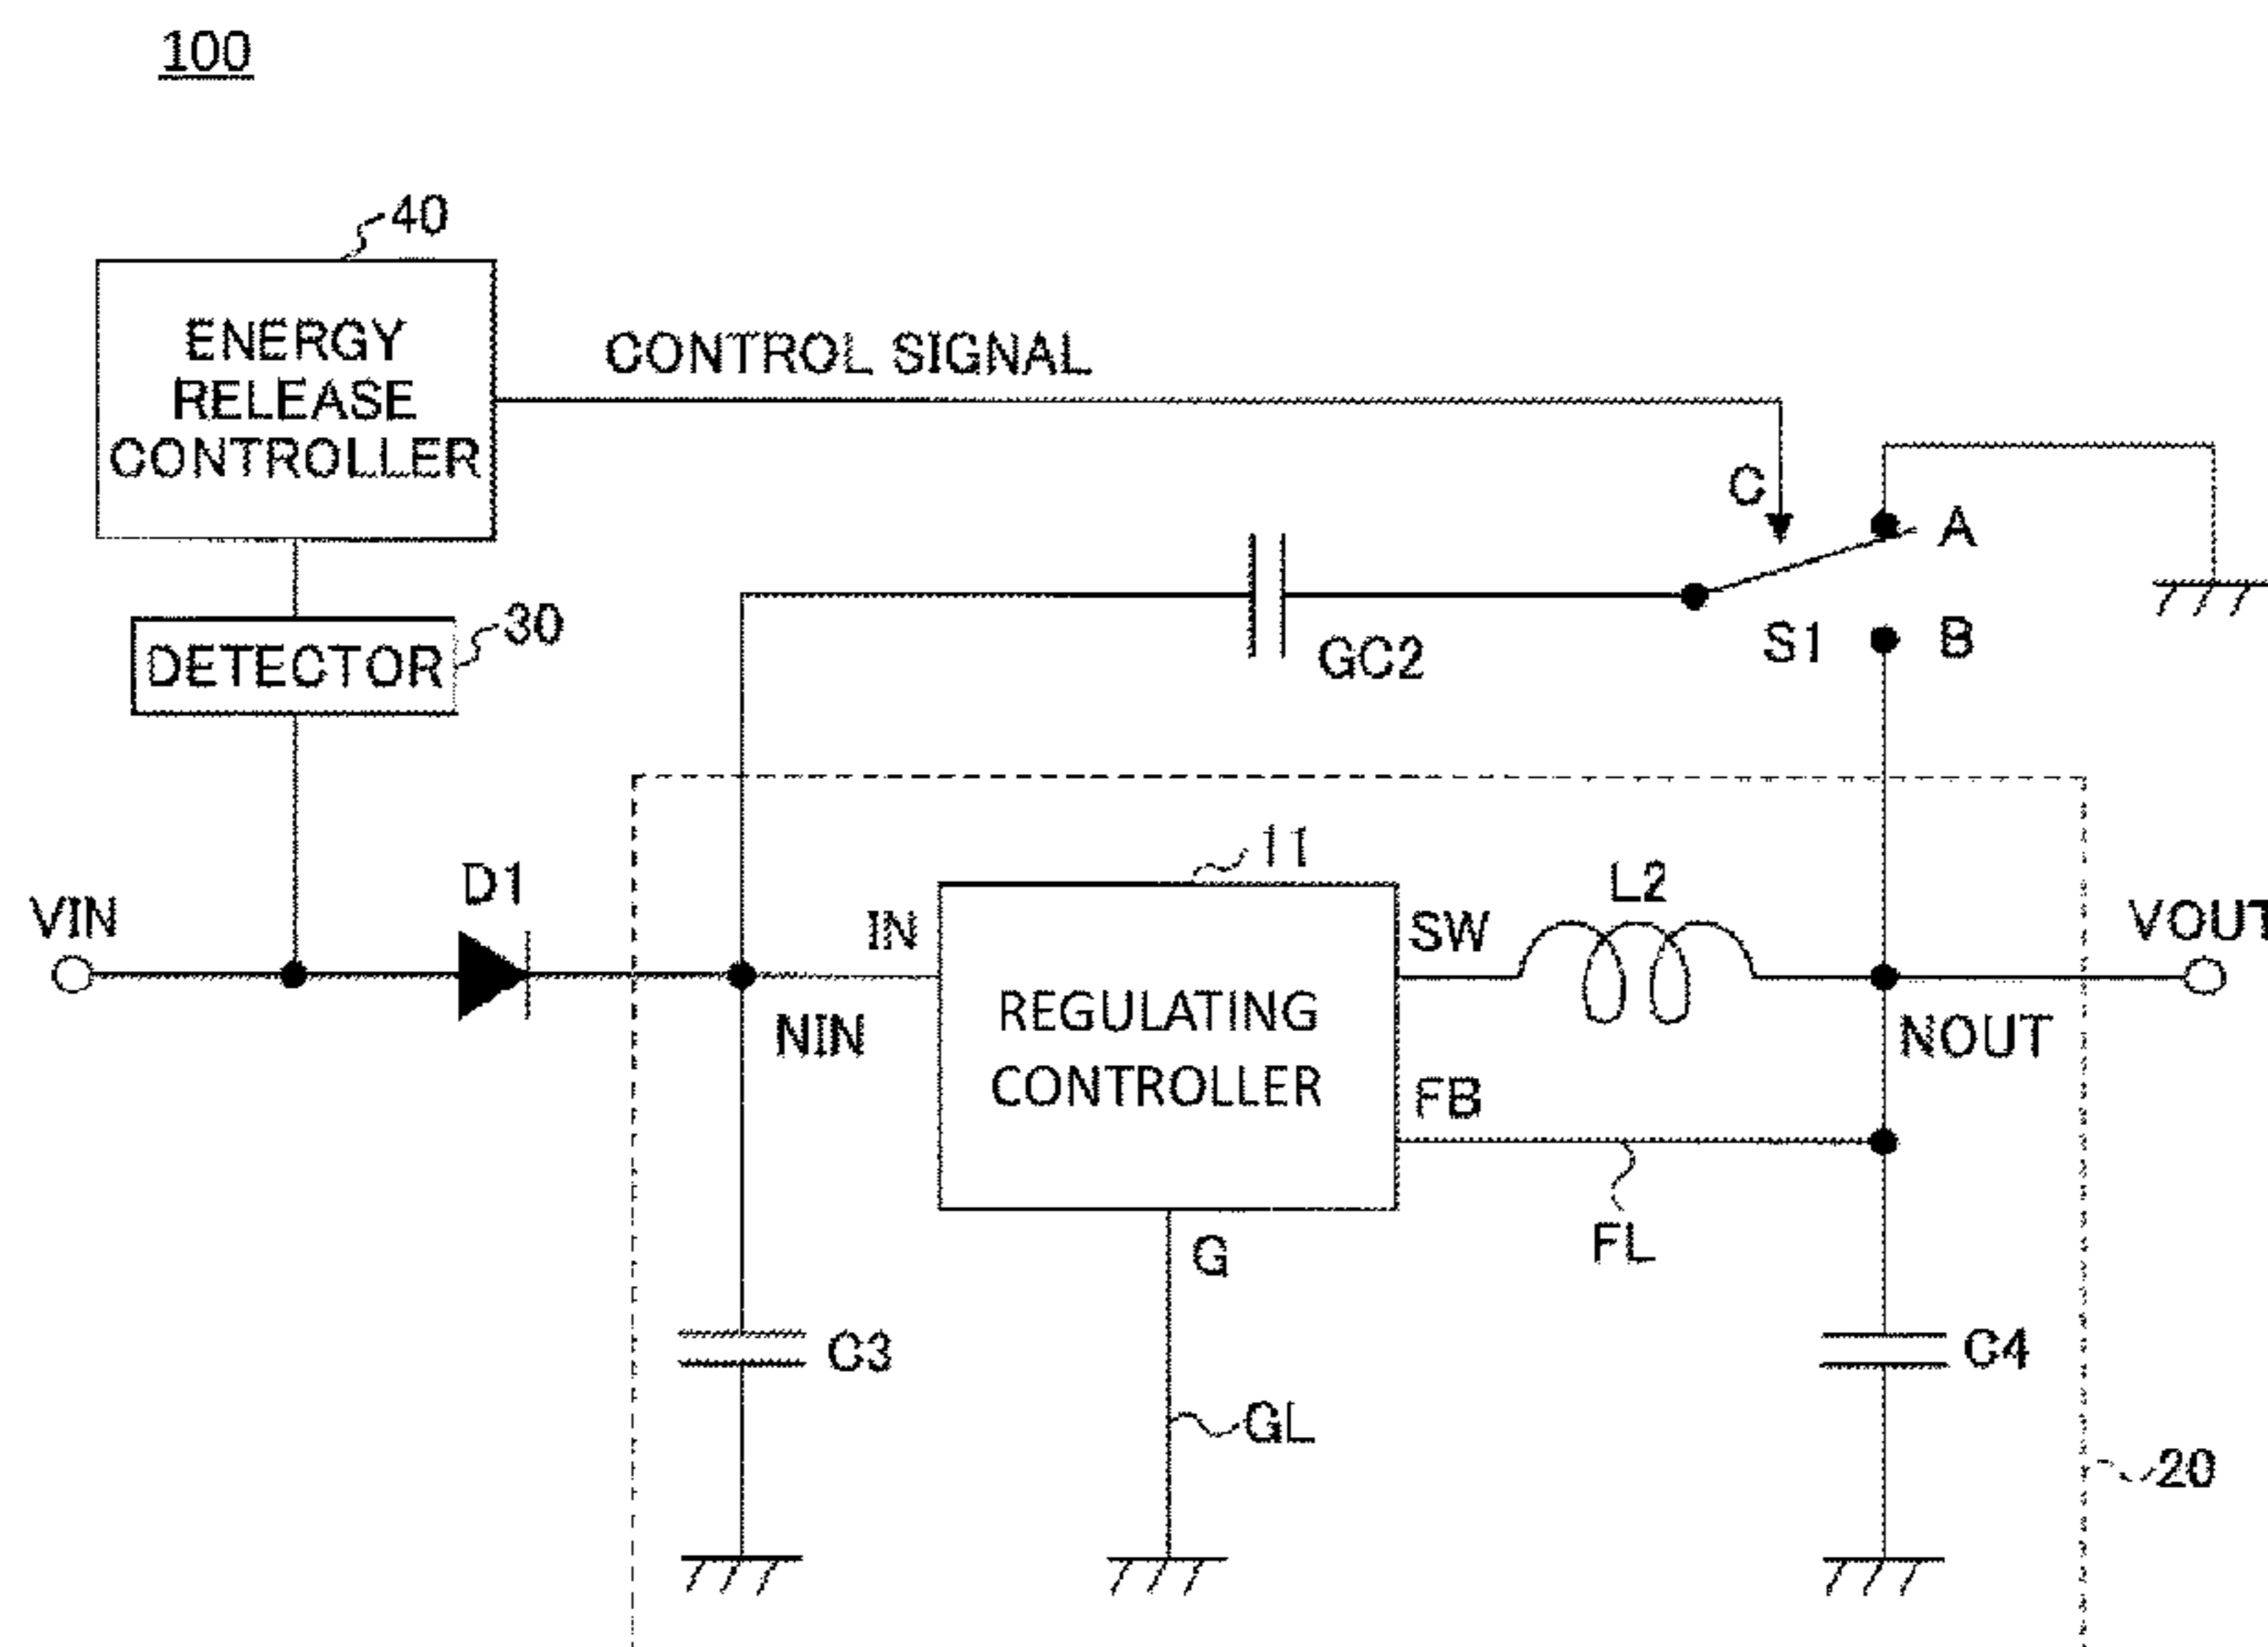 100
40
ENERGY
RELEASE
CONTROLLER
CONTROL SIGNAL
C
A
30
DETECTOR
GC2
S1
B
11
D1
L2
VIN
IN
SW
VOUT
REGULATING
CONTROLLER
NIN
NOUT
FB
FL
G
C3
C4
GL
20